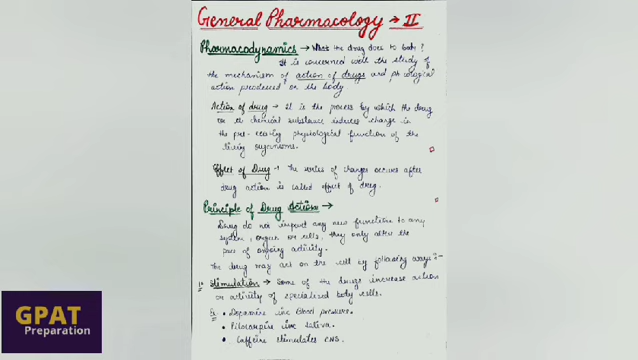 General Pharmacology → II
Pharmacodynamics → What the drug does to body?
It is concerned with the study of
the mechanism of action of drugs and
action produced on the body
Action of drug → It is the process by which the drug
or the chemical substance induces change in
the pre-existing physiological function of the
living organisms.
Effect of Drug → The series of changes occurs after
drug action is called effect of drug.
Principle of Drug Action →
Drug do not impart any new function to any
system, organ or cells, they only alter the
pace of ongoing activity.
The drug may act on the cell by following ways :-
1. Stimulation → Some of the drugs increase action
or activity of specialized body cells.
Eg. • Dopamine inc Blood pressure.
• Pilocarpine inc saliva.
• Caffeine stimulates CNS.
GPAT
Preparation